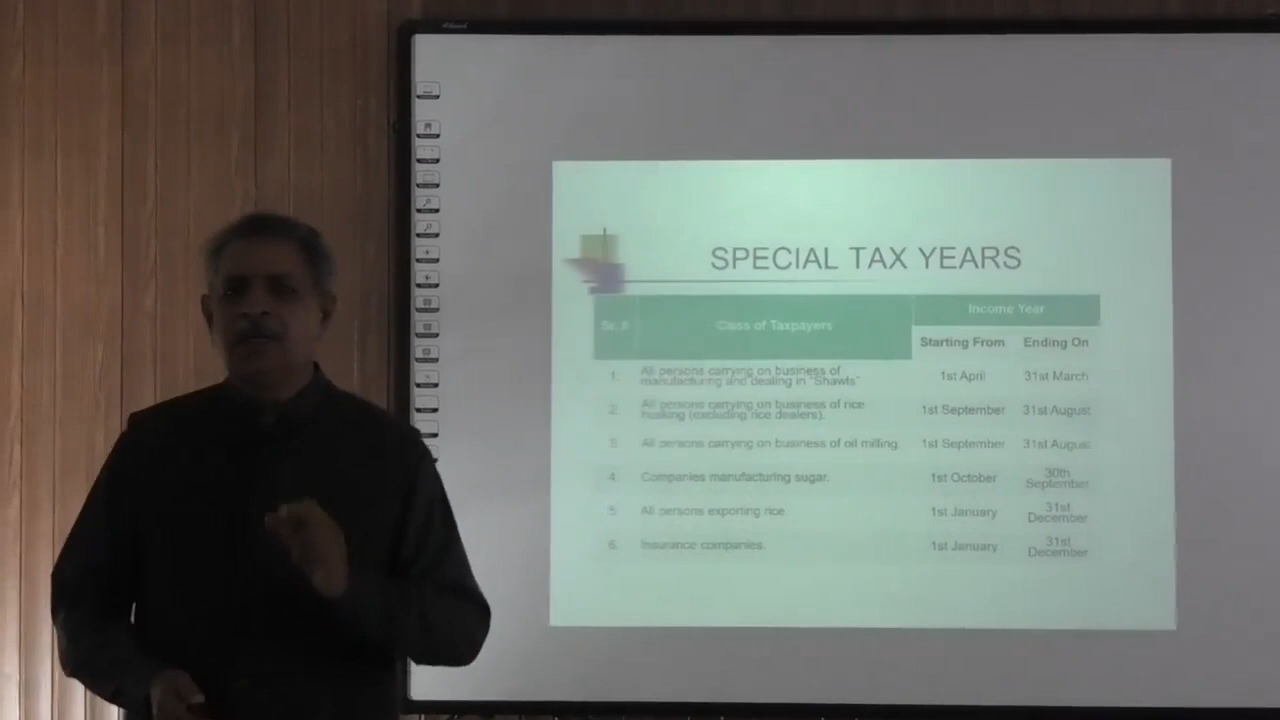 SPECIAL TAX YEARS
Sr. # Class of Taxpayers Income Year
Starting From Ending On
1. All persons carrying on business of
manufacturing and dealing in "Shawls" 1st April 31st March
2. All persons carrying on business of rice
husking (excluding rice dealers). 1st September 31st August
3. All persons carrying on business of oil milling. 1st September 31st August
4. Companies manufacturing sugar. 1st October 30th
September
5. All persons exporting rice. 1st January 31st
December
6. Insurance companies. 1st January 31st
December